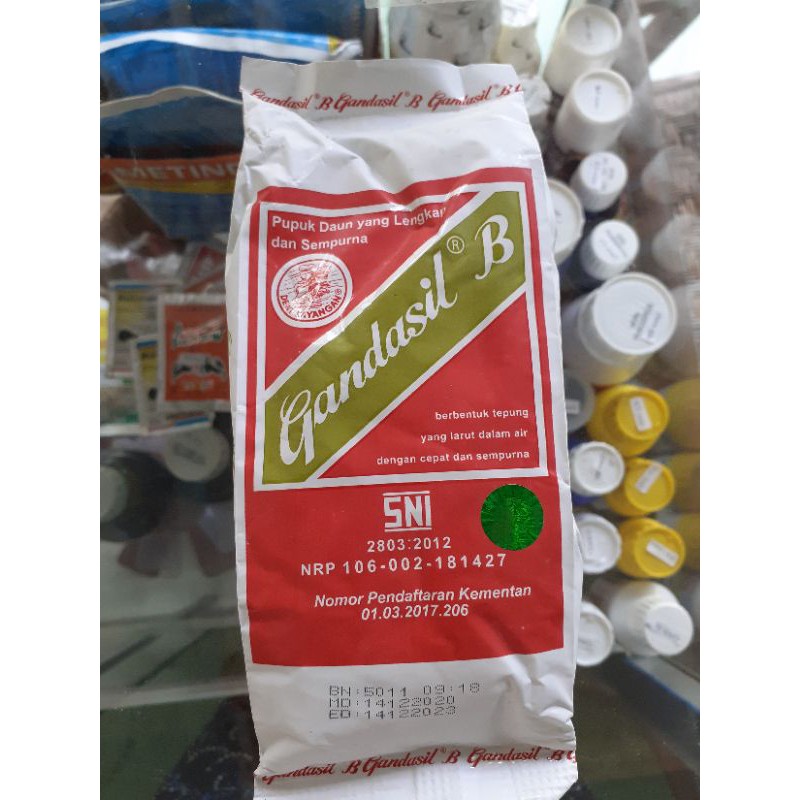 Gandasil® B Gandasil® B Gandasil® B
METIND
Pupuk Daun yang Lengkap
dan Sempurna
Gandasil® B
berbentuk tepung
yang larut dalam air
dengan cepat dan sempurna
SNI
2803:2012
NRP 106-002-181427
Nomor Pendaftaran Kementan
01.03.2017.206
BN:5011 09:18
MD:14122020
ED:14122023
Gandasil B Gandasil® B Gandasil® B